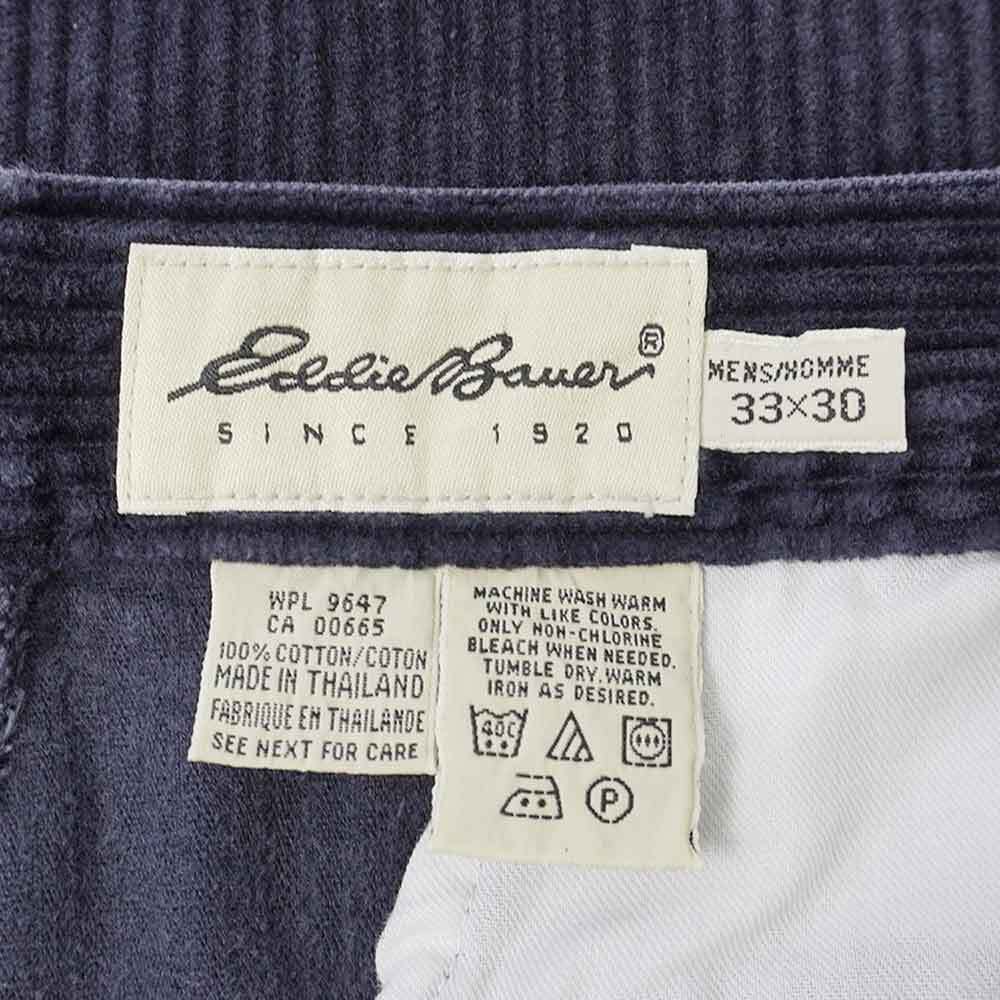 Eddie Bauer®
SINCE 1920
MENS/HOMME
33×30
WPL 9647
CA 00665
100% COTTON/COTON
MADE IN THAILAND
FABRIQUE EN THAILANDE
SEE NEXT FOR CARE
MACHINE WASH WARM
WITH LIKE COLORS.
ONLY NON-CHLORINE
BLEACH WHEN NEEDED.
TUMBLE DRY.WARM
IRON AS DESIRED.
40C
P